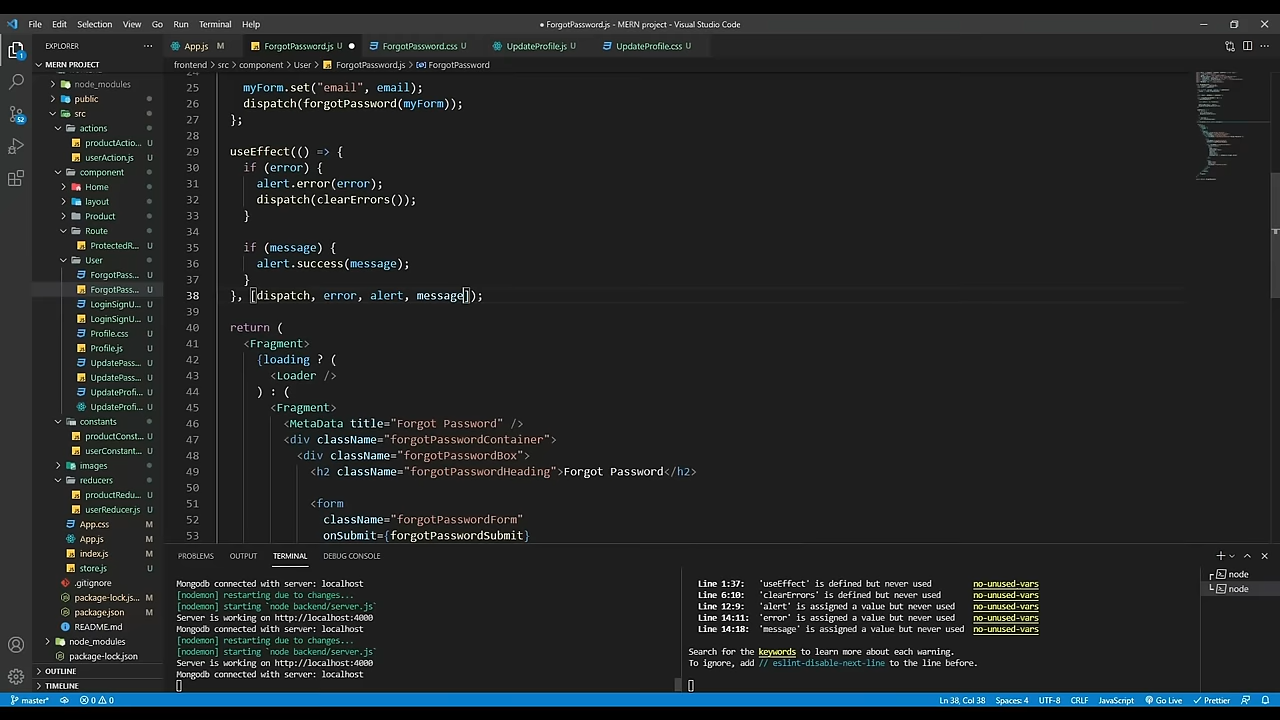 File Edit Selection View Go Run Terminal Help
● ForgotPassword.js - MERN project - Visual Studio Code
EXPLORER ···
App.js M
ForgotPassword.js U ●
ForgotPassword.css U
UpdateProfile.js U
UpdateProfile.css U
frontend > src > component > User > ForgotPassword.js > ForgotPassword
MERN PROJECT
node_modules
public
src
actions
productActio... U
userAction.js U
component
Home
layout
Product
Route
ProtectedR... U
User
ForgotPass... U
ForgotPass... U
LoginSignU... U
LoginSignU... U
Profile.css U
Profile.js U
UpdatePass... U
UpdatePass... U
UpdateProfi... U
UpdateProfi... U
constants
productConst... U
userConstant... U
images
reducers
productRedu... U
userReducer.js U
App.css M
App.js M
index.js M
store.js U
.gitignore
package-lock.js... M
package.json M
README.md
node_modules
package-lock.json
OUTLINE
TIMELINE
24
25 myForm.set("email", email);
26 dispatch(forgotPassword(myForm));
27 };
28
29 useEffect(() => {
30 if (error) {
31 alert.error(error);
32 dispatch(clearErrors());
33 }
34
35 if (message) {
36 alert.success(message);
37 }
38 }, [dispatch, error, alert, message]);
39
40 return (
41 <Fragment>
42 {loading ? (
43 <Loader />
44 ) : (
45 <Fragment>
46 <MetaData title="Forgot Password" />
47 <div className="forgotPasswordContainer">
48 <div className="forgotPasswordBox">
49 <h2 className="forgotPasswordHeading">Forgot Password</h2>
50
51 <form
52 className="forgotPasswordForm"
53 onSubmit={forgotPasswordSubmit}
PROBLEMS OUTPUT TERMINAL DEBUG CONSOLE
Mongodb connected with server: localhost
[nodemon] restarting due to changes...
[nodemon] starting `node backend/server.js`
Server is working on http://localhost:4000
Mongodb connected with server: localhost
[nodemon] restarting due to changes...
[nodemon] starting `node backend/server.js`
Server is working on http://localhost:4000
Mongodb connected with server: localhost
Line 1:37: 'useEffect' is defined but never used no-unused-vars
Line 6:10: 'clearErrors' is defined but never used no-unused-vars
Line 12:9: 'alert' is assigned a value but never used no-unused-vars
Line 14:11: 'error' is assigned a value but never used no-unused-vars
Line 14:18: 'message' is assigned a value but never used no-unused-vars
Search for the keywords to learn more about each warning.
To ignore, add // eslint-disable-next-line to the line before.
node
node
master* 0 0 Ln 38, Col 38 Spaces: 4 UTF-8 CRLF JavaScript Go Live Prettier